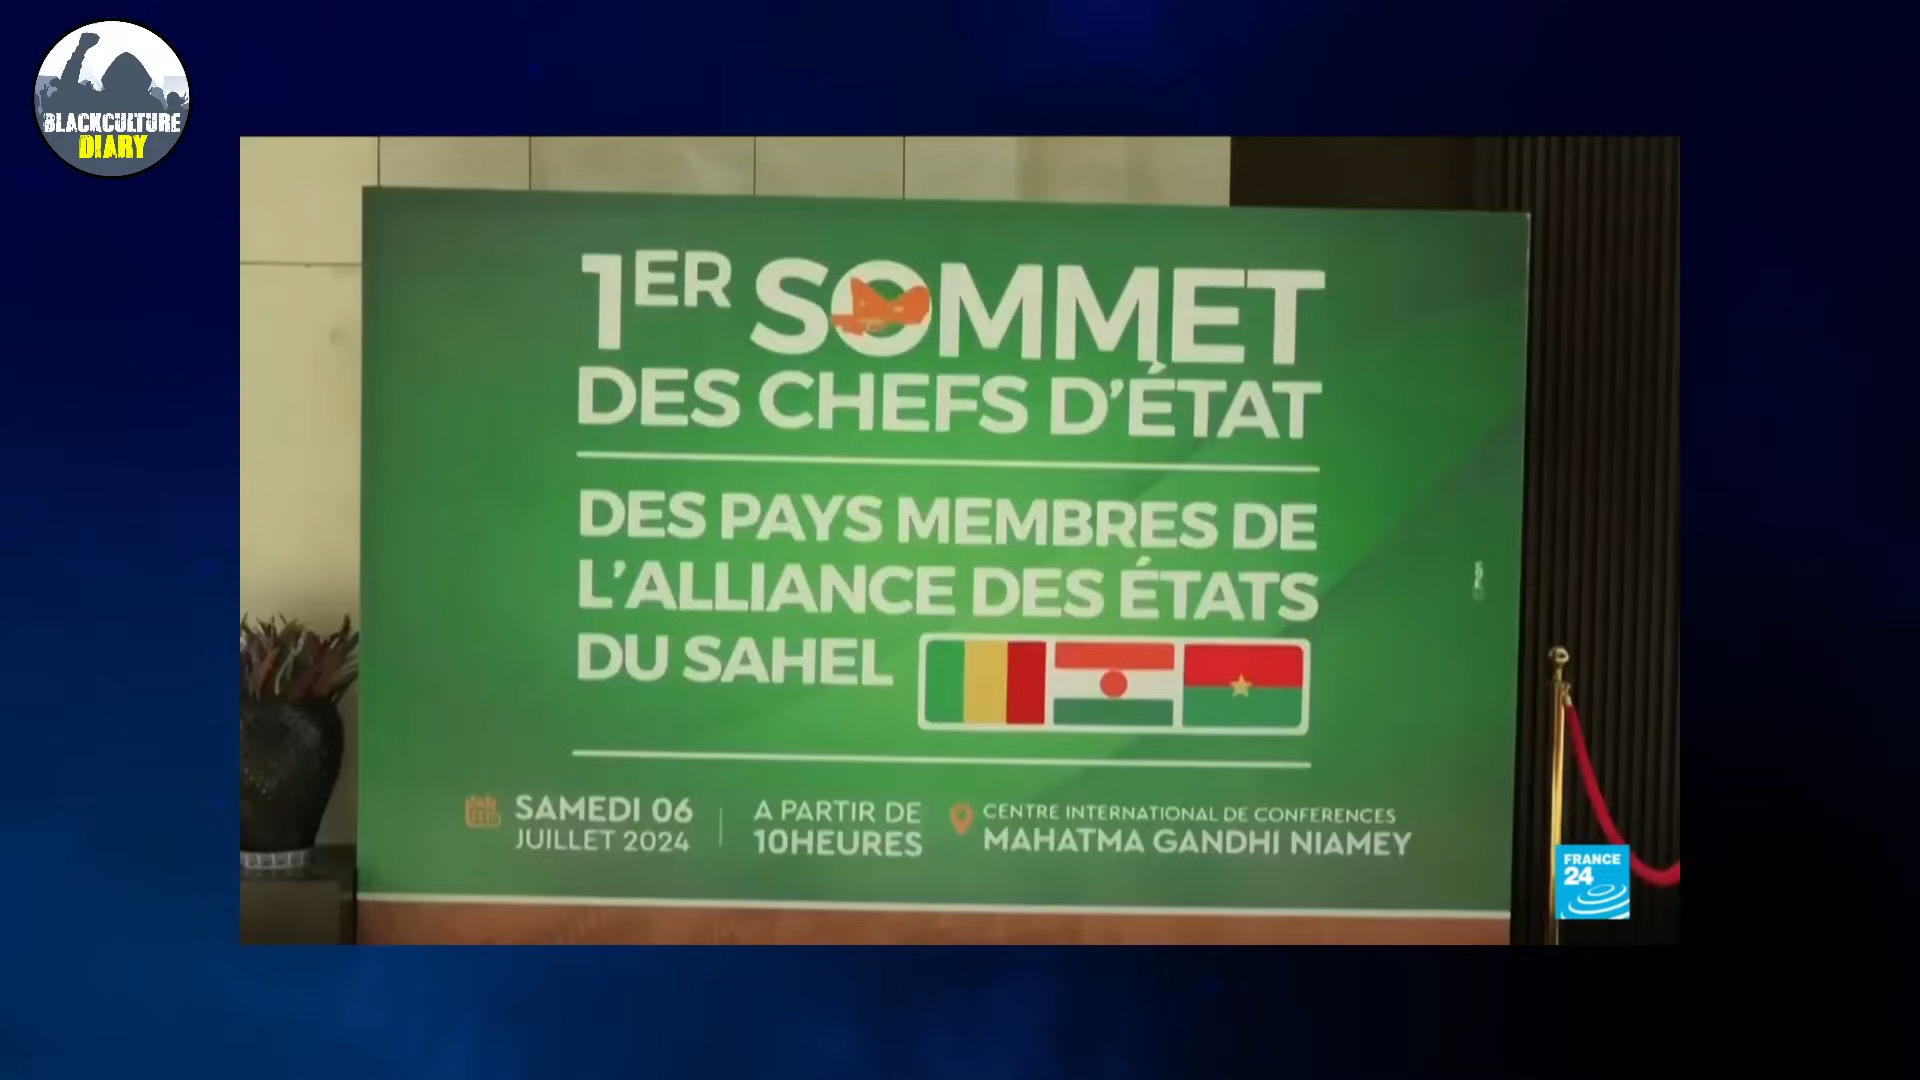 BLACKCULTURE
DIARY
1ER SOMMET
DES CHEFS D'ÉTAT
DES PAYS MEMBRES DE
L'ALLIANCE DES ÉTATS
DU SAHEL
SAMEDI 06
JUILLET 2024
A PARTIR DE
10HEURES
CENTRE INTERNATIONAL DE CONFERENCES
MAHATMA GANDHI NIAMEY
FRANCE
24